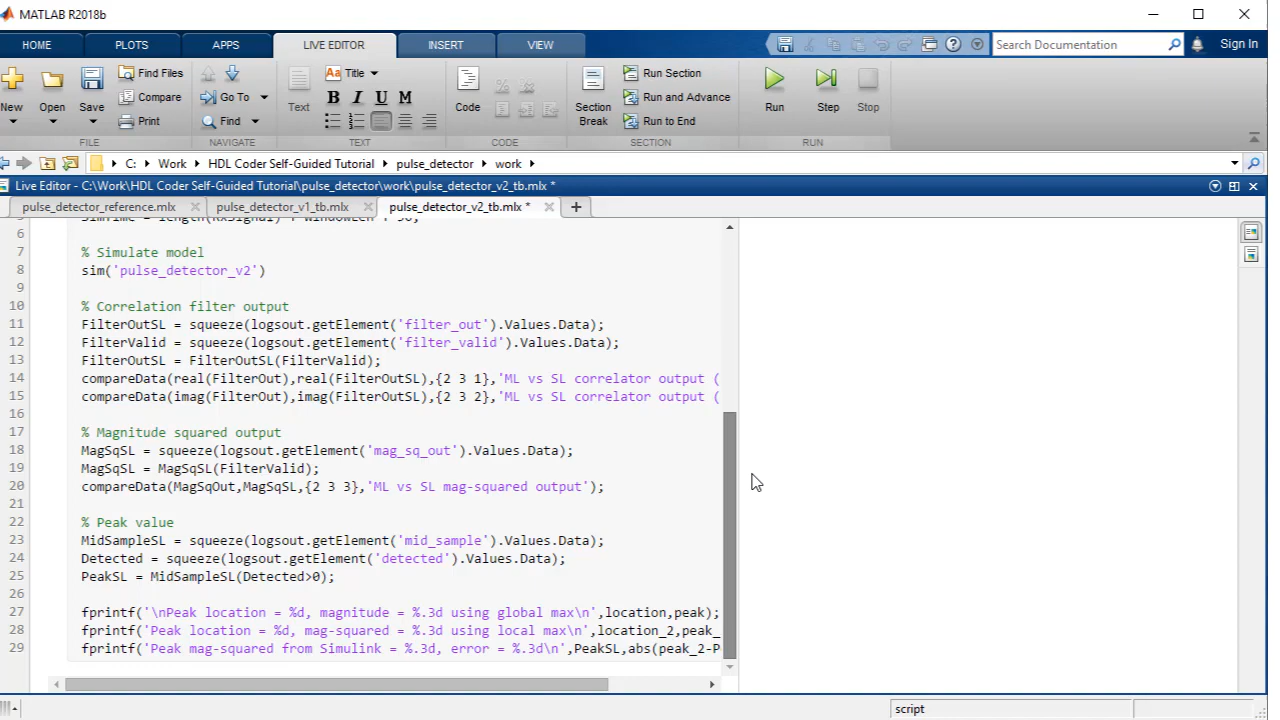 MATLAB R2018b
HOME PLOTS APPS LIVE EDITOR INSERT VIEW Search Documentation Sign In
New Open Save Find Files Compare Print Go To Find Text Aa Title B I U M Code Section Break Run Section Run and Advance Run to End Run Step Stop
FILE NAVIGATE TEXT CODE SECTION RUN
C: Work HDL Coder Self-Guided Tutorial pulse_detector work
Live Editor - C:\Work\HDL Coder Self-Guided Tutorial\pulse_detector\work\pulse_detector_v2_tb.mlx *
pulse_detector_reference.mlx pulse_detector_v1_tb.mlx pulse_detector_v2_tb.mlx * +
6
7 % Simulate model
8 sim('pulse_detector_v2')
9
10 % Correlation filter output
11 FilterOutSL = squeeze(logsout.getElement('filter_out').Values.Data);
12 FilterValid = squeeze(logsout.getElement('filter_valid').Values.Data);
13 FilterOutSL = FilterOutSL(FilterValid);
14 compareData(real(FilterOut),real(FilterOutSL),{2 3 1},'ML vs SL correlator output (
15 compareData(imag(FilterOut),imag(FilterOutSL),{2 3 2},'ML vs SL correlator output (
16
17 % Magnitude squared output
18 MagSqSL = squeeze(logsout.getElement('mag_sq_out').Values.Data);
19 MagSqSL = MagSqSL(FilterValid);
20 compareData(MagSqOut,MagSqSL,{2 3 3},'ML vs SL mag-squared output');
21
22 % Peak value
23 MidSampleSL = squeeze(logsout.getElement('mid_sample').Values.Data);
24 Detected = squeeze(logsout.getElement('detected').Values.Data);
25 PeakSL = MidSampleSL(Detected>0);
26
27 fprintf('\nPeak location = %d, magnitude = %.3d using global max\n',location,peak);
28 fprintf('Peak location = %d, mag-squared = %.3d using local max\n',location_2,peak_
29 fprintf('Peak mag-squared from Simulink = %.3d, error = %.3d\n',PeakSL,abs(peak_2-P
script